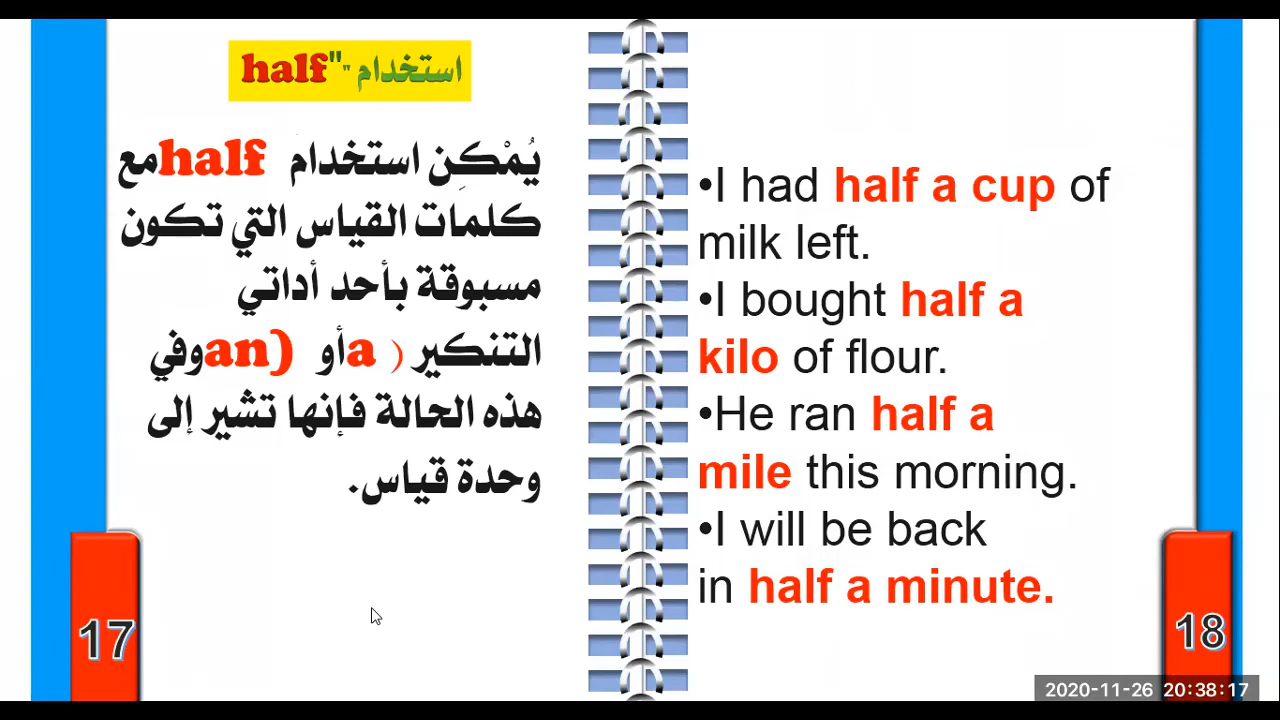 استخدام "half"
يُمْكِن استخدام half مع
كلمات القياس التي تكون
مسبوقة بأحد أداتي
التنكير ( a أو an) وفي
هذه الحالة فإنها تشير إلى
وحدة قياس.
17
•I had half a cup of
milk left.
•I bought half a
kilo of flour.
•He ran half a
mile this morning.
•I will be back
in half a minute.
18
2020-11-26 20:38:17